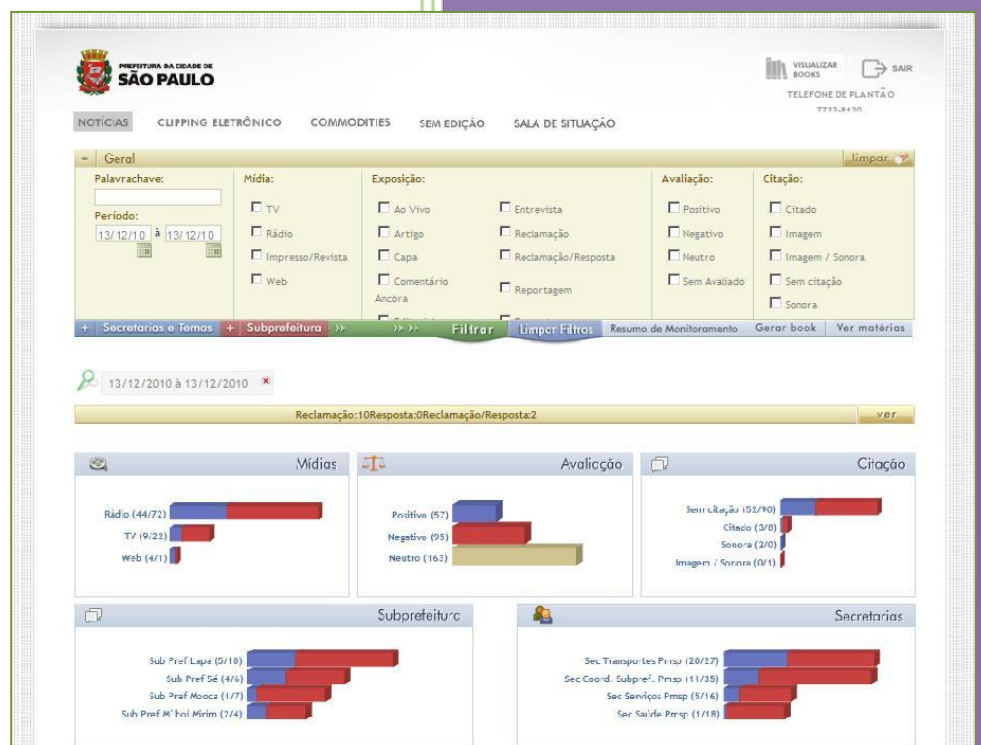 PREFEITURA DA CIDADE DE
SÃO PAULO
VISUALIZAR BOOKS
SAIR
TELEFONE DE PLANTÃO
NOTÍCIAS CLIPPING ELETRÔNICO COMMODITIES SEM EDIÇÃO SALA DE SITUAÇÃO
- Geral limpar
Palavrachave: Mídia: Exposição: Avaliação: Citação:
TV Ao Vivo Entrevista Positivo Citado
Período:
13/12/10 à 13/12/10 Rádio Artigo Reclamação Negativo Imagem
Impresso/Revista Capa Reclamação/Resposta Neutro Imagem / Sonora
Web Comentário Ancora Reportagem Sem Avaliado Sem citação
Sonora
+ Secretarias e Temas + Subprefeitura >> >> >> Filtrar Limpar Filtros Resumo de Monitoramento Gerar book Ver matérias
13/12/2010 à 13/12/2010 x
Reclamação:10Resposta:0Reclamação/Resposta:2 ver
Mídias
Rádio (44/72)
TV (9/22)
Web (4/1)
Avaliação
Positivo (57)
Negativo (95)
Neutro (163)
Citação
Sem citação (52/90)
Citado (3/8)
Sonora (2/0)
Imagem / Sonora (0/1)
Subprefeitura
Sub Pref Lapa (5/10)
Sub Pref Sé (4/6)
Sub Pref Mooca (1/7)
Sub Pref M'boi Mirim (2/4)
Secretarias
Sec Transportes Pmsp (20/27)
Sec Coord. Subpref. Pmsp (11/35)
Sec Serviços Pmsp (5/16)
Sec Saúde Pmsp (1/18)